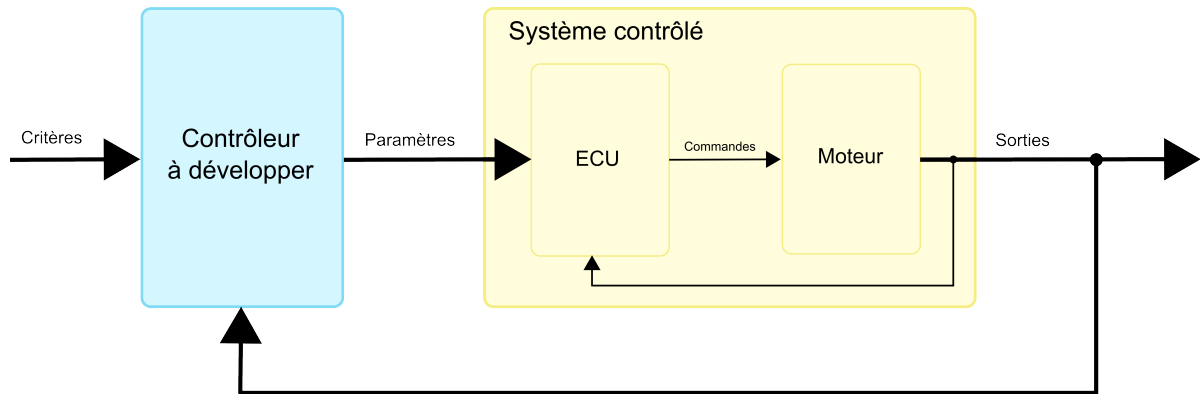 Système contrôlé
Critères
Contrôleur
à développer
Paramètres
ECU
Commandes
Moteur
Sorties